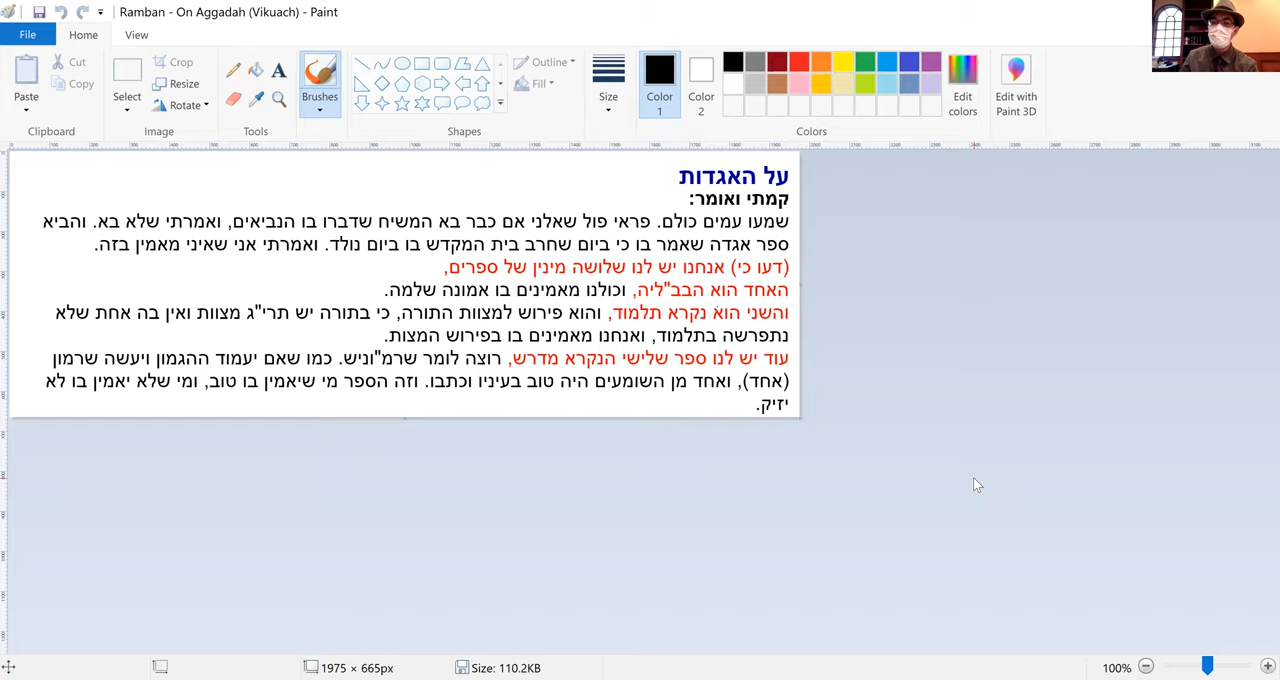 Ramban - On Aggadah (Vikuach) - Paint
File
Home
View
Paste
Cut
Copy
Clipboard
Select
Crop
Resize
Rotate
Image
Tools
Brushes
Outline
Fill
Shapes
Size
Color 1
Color 2
Edit colors
Edit with Paint 3D
Colors
על האגדות
קמתי ואומר:
שמעו עמים כולם. פראי פול שאלני אם כבר בא המשיח שדברו בו הנביאים, ואמרתי שלא בא. והביא
ספר אגדה שאמר בו כי ביום שחרב בית המקדש בו ביום נולד. ואמרתי אני שאיני מאמין בזה.
(דעו כי) אנחנו יש לנו שלושה מינין של ספרים,
האחד הוא הבב"ליה, וכולנו מאמינים בו אמונה שלמה.
והשני הוא נקרא תלמוד, והוא פירוש למצוות התורה, כי בתורה יש תרי"ג מצוות ואין בה אחת שלא
נתפרשה בתלמוד, ואנחנו מאמינים בו בפירוש המצות.
עוד יש לנו ספר שלישי הנקרא מדרש, רוצה לומר שרמ"וניש. כמו שאם יעמוד ההגמון ויעשה שרמון
(אחד), ואחד מן השומעים היה טוב בעיניו וכתבו. וזה הספר מי שיאמין בו טוב, ומי שלא יאמין בו לא
יזיק.
1975 × 665px
Size: 110.2KB
100%